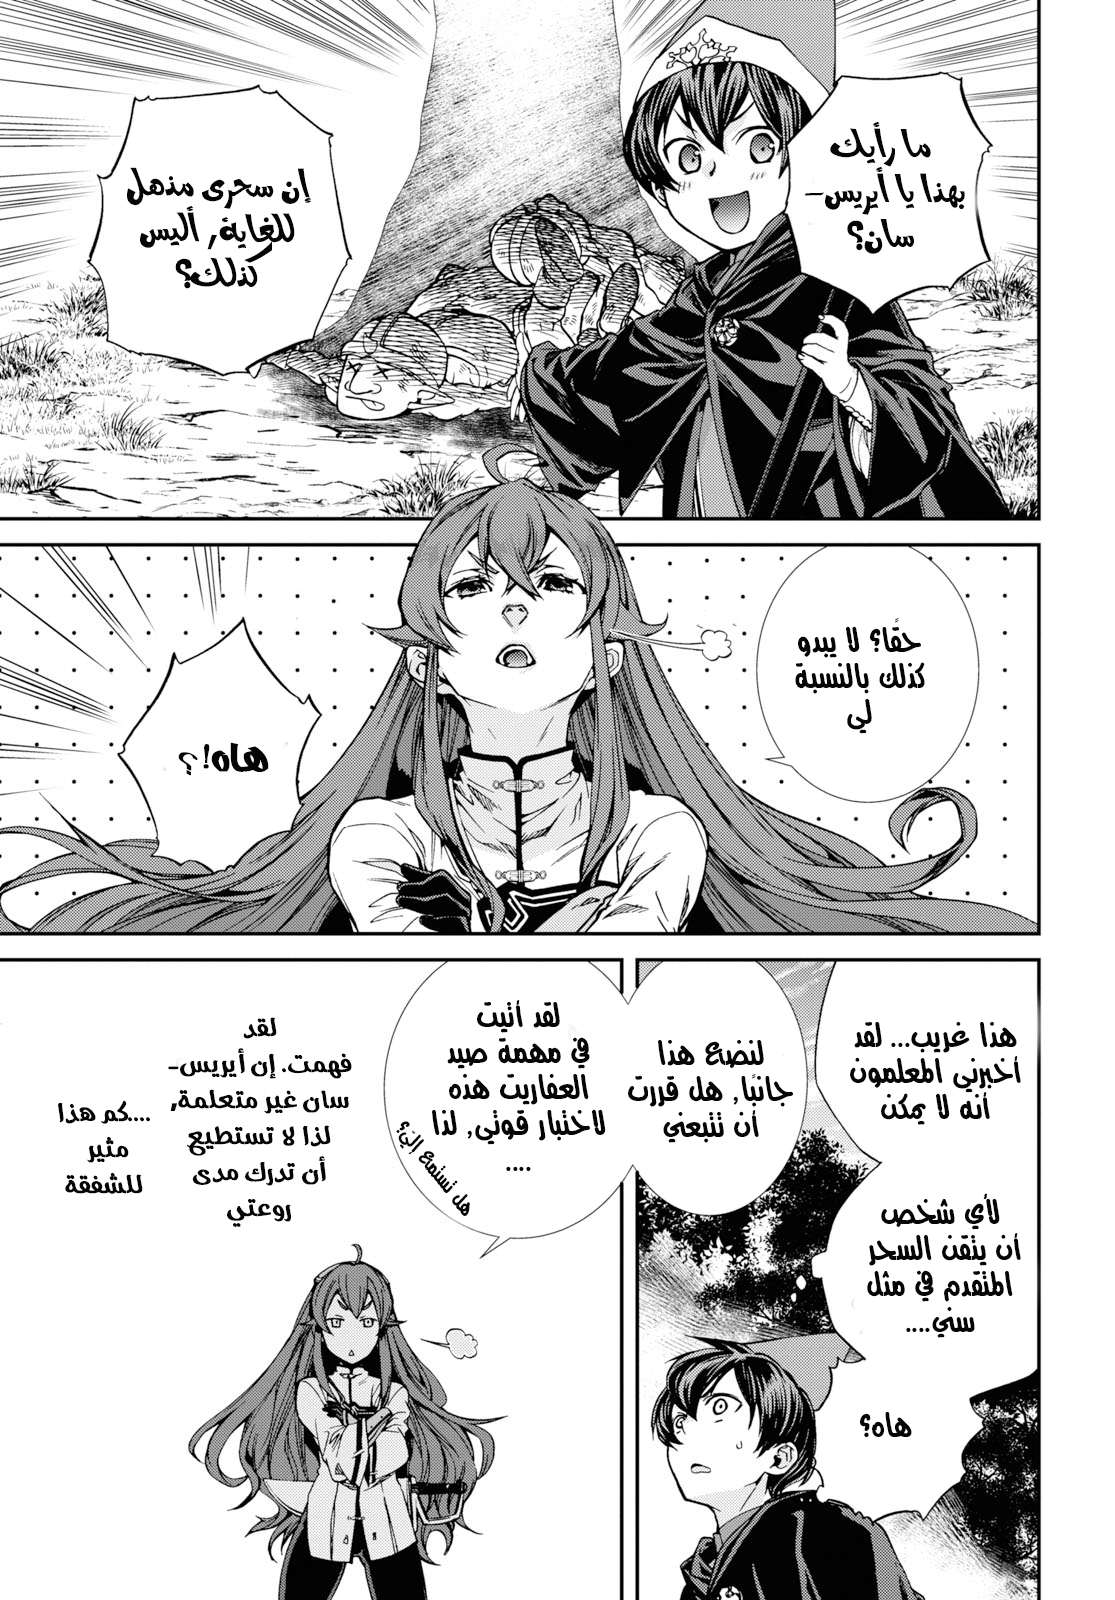 ما رأيك
بهذا يا أيريس-
سان؟
إن سحرى مذهل
للغاية, أليس
كذلك؟
حقًا؟ لا يبدو
كذلك بالنسبة
لي
هاه!؟
هذا غريب... لقد
أخبرني المعلمون
أنه لا يمكن
لأي شخص
أن يتقن السحر
المتقدم في مثل
سني....
هاه؟
لنضع هذا
جانبًا, هل قررت
أن تتبعني
لقد أتيت
في مهمة صيد
العفاريت هذه
لاختبار قوتي, لذا
....
هل تستمع إلي؟
لقد
فهمت. إن أيريس-
سان غير متعلمة,
لذا لا تستطيع
أن تدرك مدى
روعتي
....كم هذا
مثير
للشفقة